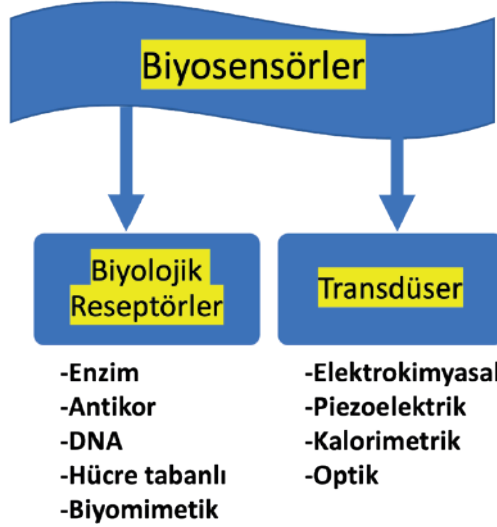 Biyosensörler
Biyolojik
Reseptörler
-Enzim
-Antikor
-DNA
-Hücre tabanlı
-Biyomimetik
Transdüser
-Elektrokimyasal
-Piezoelektrik
-Kalorimetrik
-Optik